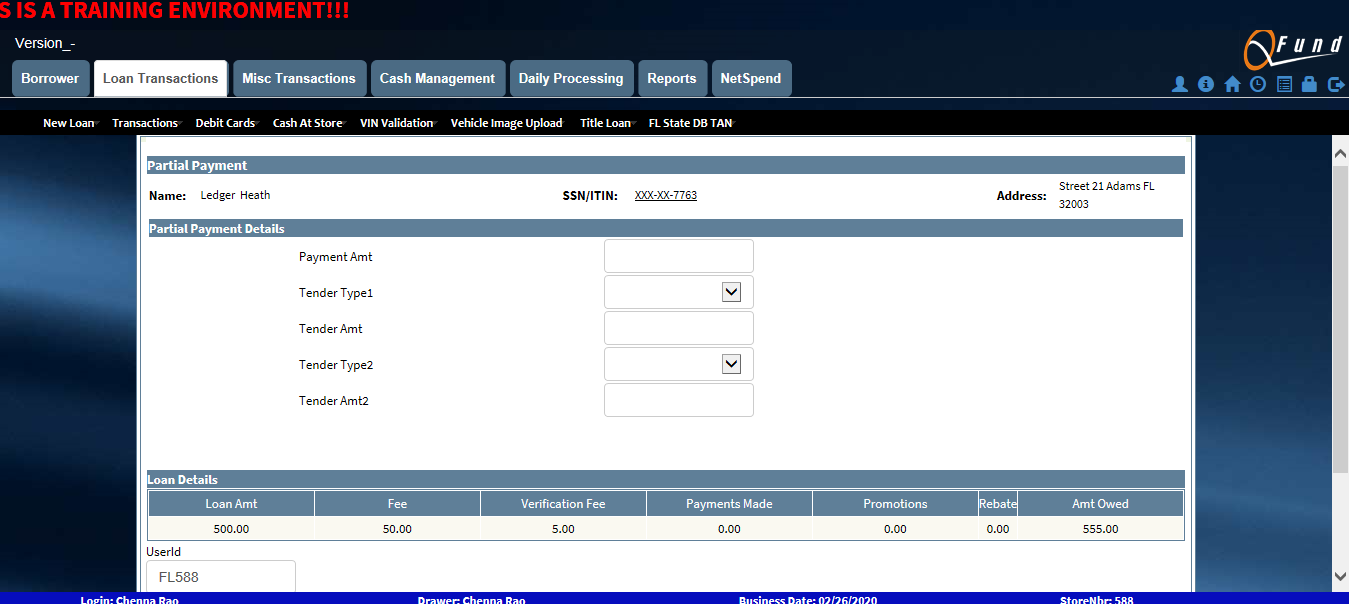 S IS A TRAINING ENVIRONMENT!!!
Version_-
QFund
Borrower Loan Transactions Misc Transactions Cash Management Daily Processing Reports NetSpend
New Loan Transactions Debit Cards Cash At Store VIN Validation Vehicle Image Upload Title Loan FL State DB TAN
Partial Payment
Name: Ledger Heath SSN/ITIN: XXX-XX-7763 Address: Street 21 Adams FL
32003
Partial Payment Details
Payment Amt
Tender Type1
Tender Amt
Tender Type2
Tender Amt2
Loan Details
Loan Amt Fee Verification Fee Payments Made Promotions Rebate Amt Owed
500.00 50.00 5.00 0.00 0.00 0.00 555.00
UserId
FL588
Login: Chenna Rao Drawer: Chenna Rao Business Date: 02/26/2020 StoreNbr: 588